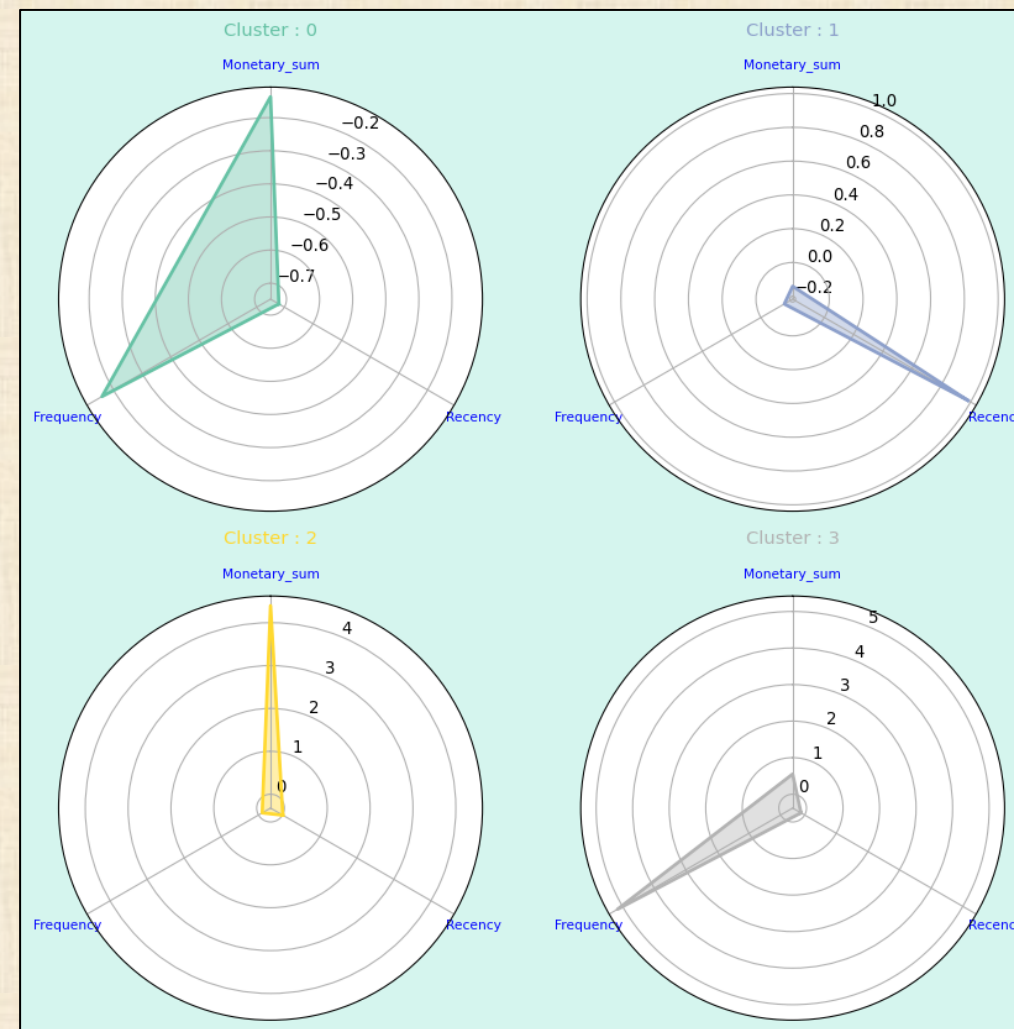 Cluster : 0
Monetary_sum
−0.2
−0.3
−0.4
−0.5
−0.6
−0.7
Frequency
Recency
Cluster : 1
Monetary_sum
1.0
0.8
0.6
0.4
0.2
0.0
−0.2
Frequency
Recenc
Cluster : 2
Monetary_sum
4
3
2
1
0
Frequency
Recency
Cluster : 3
Monetary_sum
5
4
3
2
1
0
Frequency
Recenc